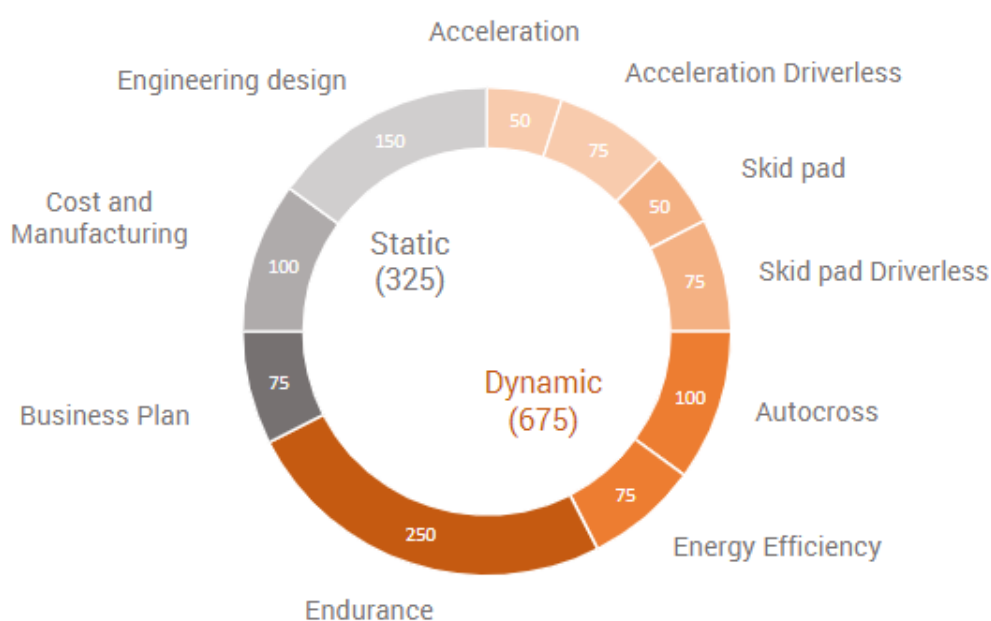 Acceleration
Acceleration Driverless
Engineering design
50
150
75
Skid pad
Cost and
Manufacturing
50
Static
(325)
100
Skid pad Driverless
75
Dynamic
(675)
75
100
Autocross
Business Plan
75
250
Energy Efficiency
Endurance